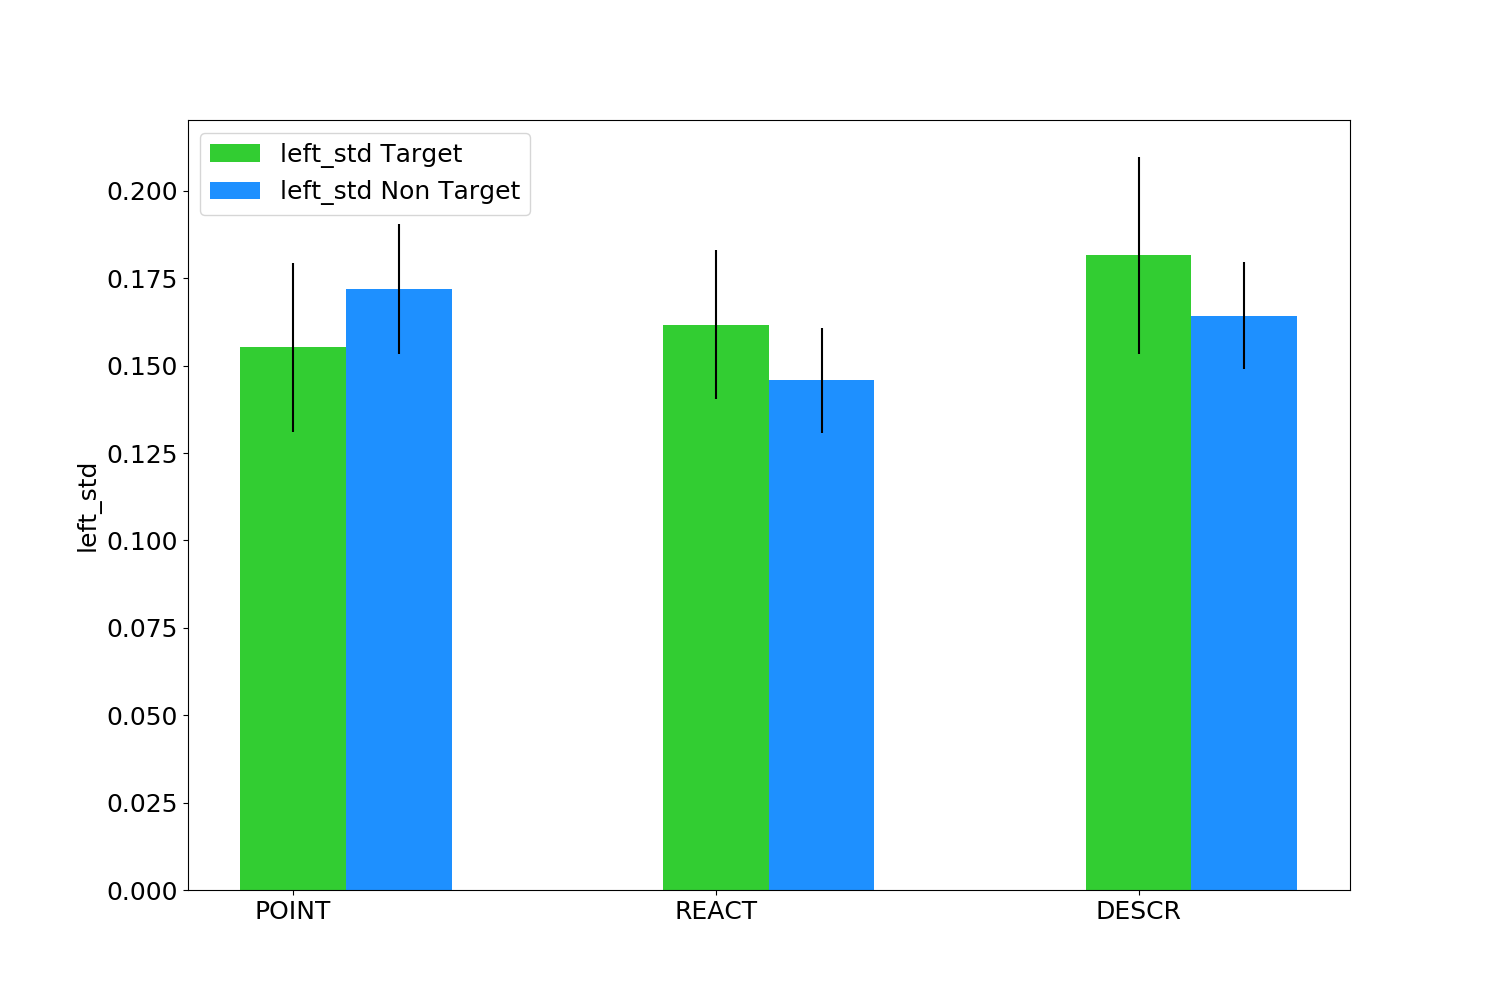 left_std Target
left_std Non Target
0.200
0.175
0.150
0.125
0.100
0.075
0.050
0.025
0.000
left_std
POINT
REACT
DESCR